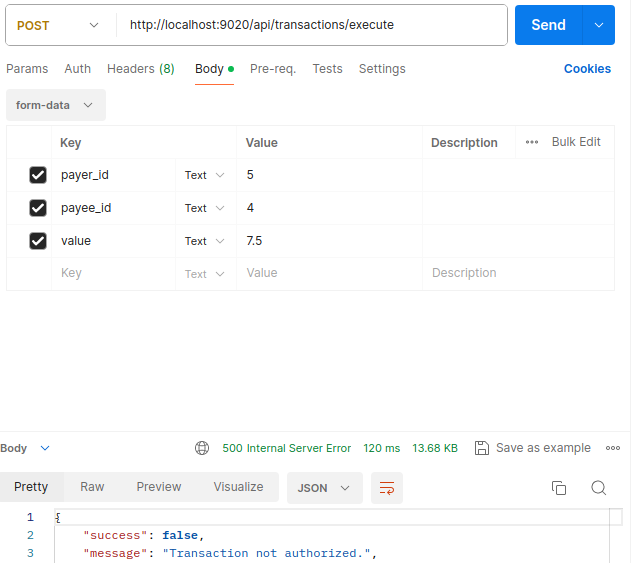 POST http://localhost:9020/api/transactions/execute Send
Params Auth Headers (8) Body Pre-req. Tests Settings Cookies
form-data
Key Value Description Bulk Edit
payer_id Text 5
payee_id Text 4
value Text 7.5
Key Text Value Description
Body 500 Internal Server Error 120 ms 13.68 KB Save as example
Pretty Raw Preview Visualize JSON
1 {
2 "success": false,
3 "message": "Transaction not authorized.",